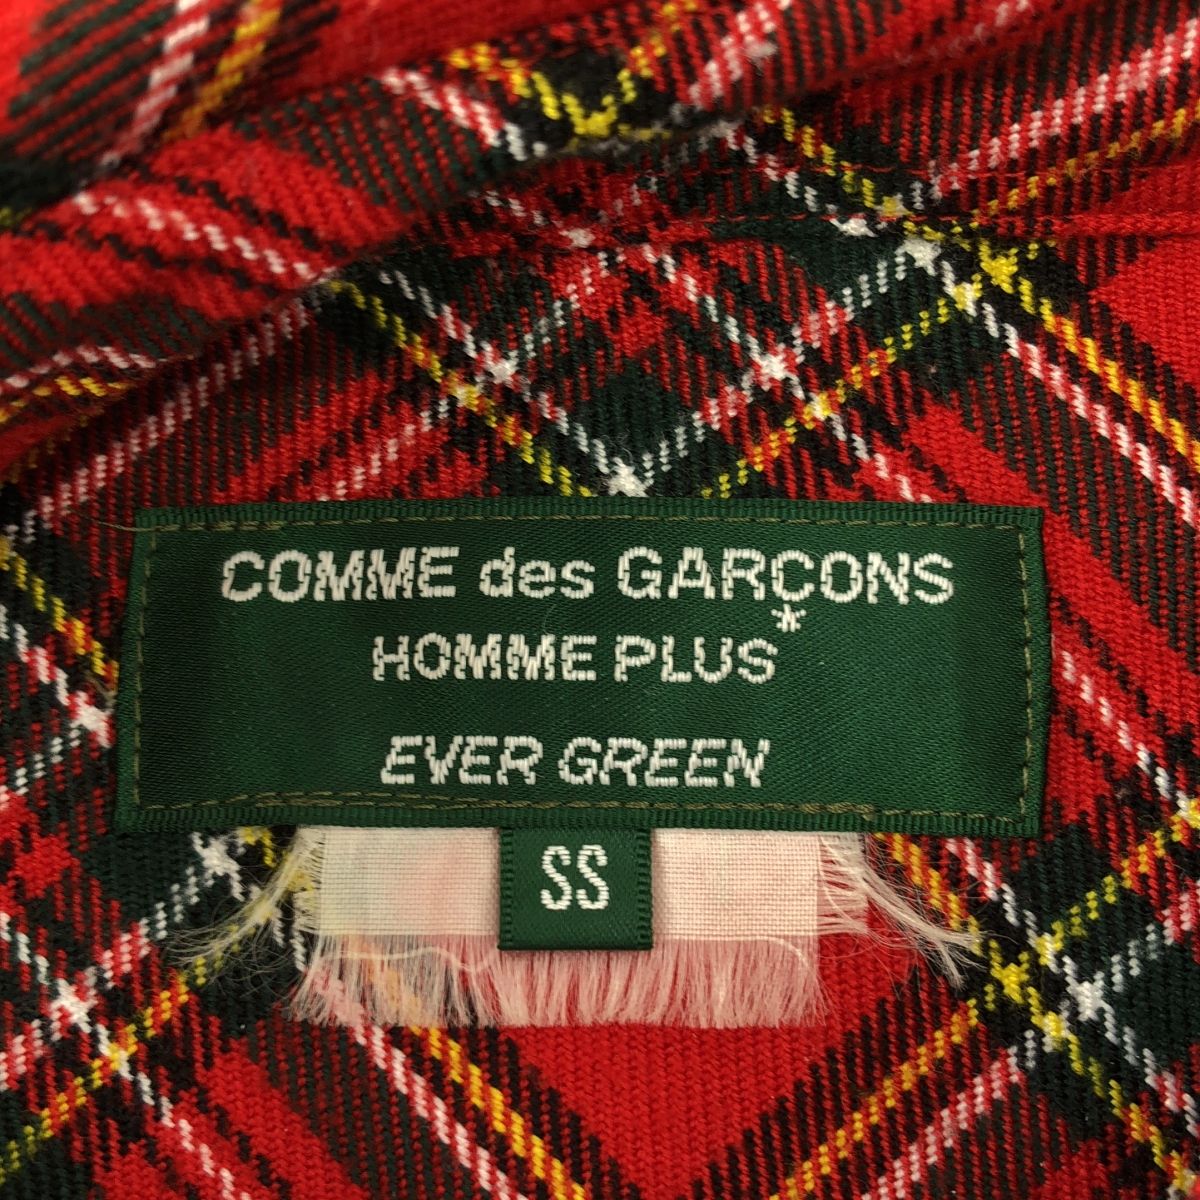 COMME des GARÇONS
HOMME PLUS*
EVER GREEN
SS